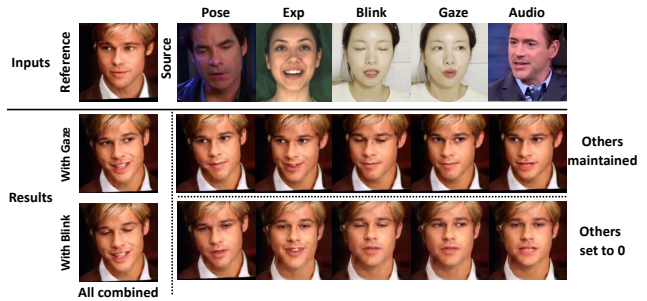 Pose Exp Blink Gaze Audio
Inputs
Reference
Source
With Gaze
Others
maintained
Results
With Blink
Others
set to 0
All combined